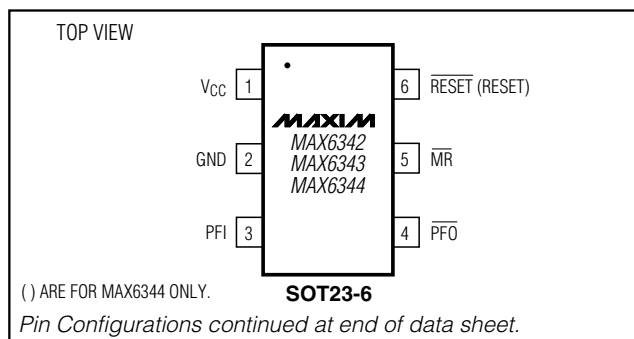 TOP VIEW
VCC 1
6 RESET (RESET)
MAXIM
MAX6342
MAX6343
MAX6344
GND 2
5 MR
PFI 3
4 PFO
( ) ARE FOR MAX6344 ONLY.
SOT23-6
Pin Configurations continued at end of data sheet.